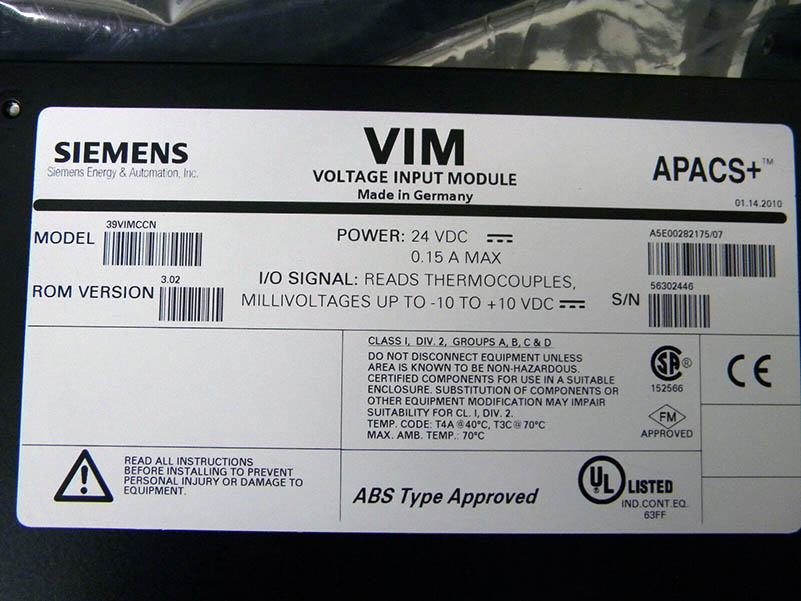 SIEMENS
Siemens Energy & Automation, Inc.
VIM
VOLTAGE INPUT MODULE
Made in Germany
APACS+™
01.14.2010
MODEL
39VIMCCN
POWER: 24 VDC
0.15 A MAX
A5E00282175/07
ROM VERSION
3.02
I/O SIGNAL: READS THERMOCOUPLES,
MILLIVOLTAGES UP TO -10 TO +10 VDC
S/N
56302446
CLASS I, DIV. 2, GROUPS A, B, C & D
DO NOT DISCONNECT EQUIPMENT UNLESS
AREA IS KNOWN TO BE NON-HAZARDOUS.
CERTIFIED COMPONENTS FOR USE IN A SUITABLE
ENCLOSURE. SUBSTITUTION OF COMPONENTS OR
OTHER EQUIPMENT MODIFICATION MAY IMPAIR
SUITABILITY FOR CL. I, DIV. 2.
TEMP. CODE: T4A @ 40°C, T3C @ 70°C
MAX. AMB. TEMP.: 70°C
SA®
152566
FM
APPROVED
CE
READ ALL INSTRUCTIONS
BEFORE INSTALLING TO PREVENT
PERSONAL INJURY OR DAMAGE TO
EQUIPMENT.
ABS Type Approved
UL LISTED
IND.CONT.EQ.
63FF